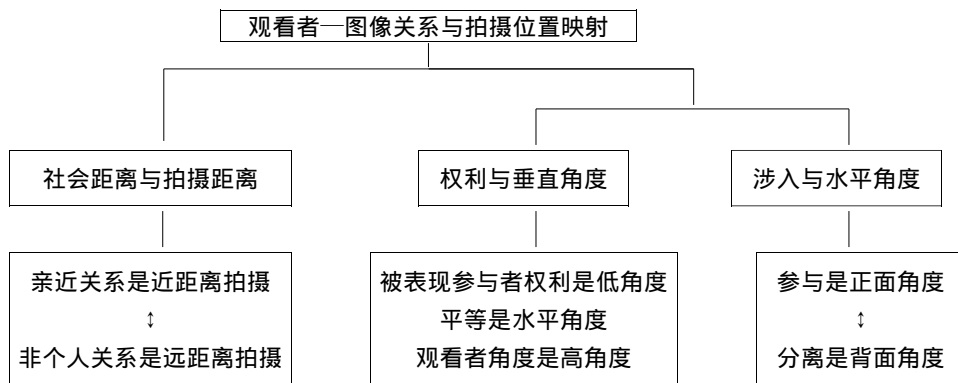 观看者—图像关系与拍摄位置映射
社会距离与拍摄距离
权利与垂直角度
涉入与水平角度
亲近关系是近距离拍摄
↕
非个人关系是远距离拍摄
被表现参与者权利是低角度
平等是水平角度
观看者角度是高角度
参与是正面角度
↕
分离是背面角度